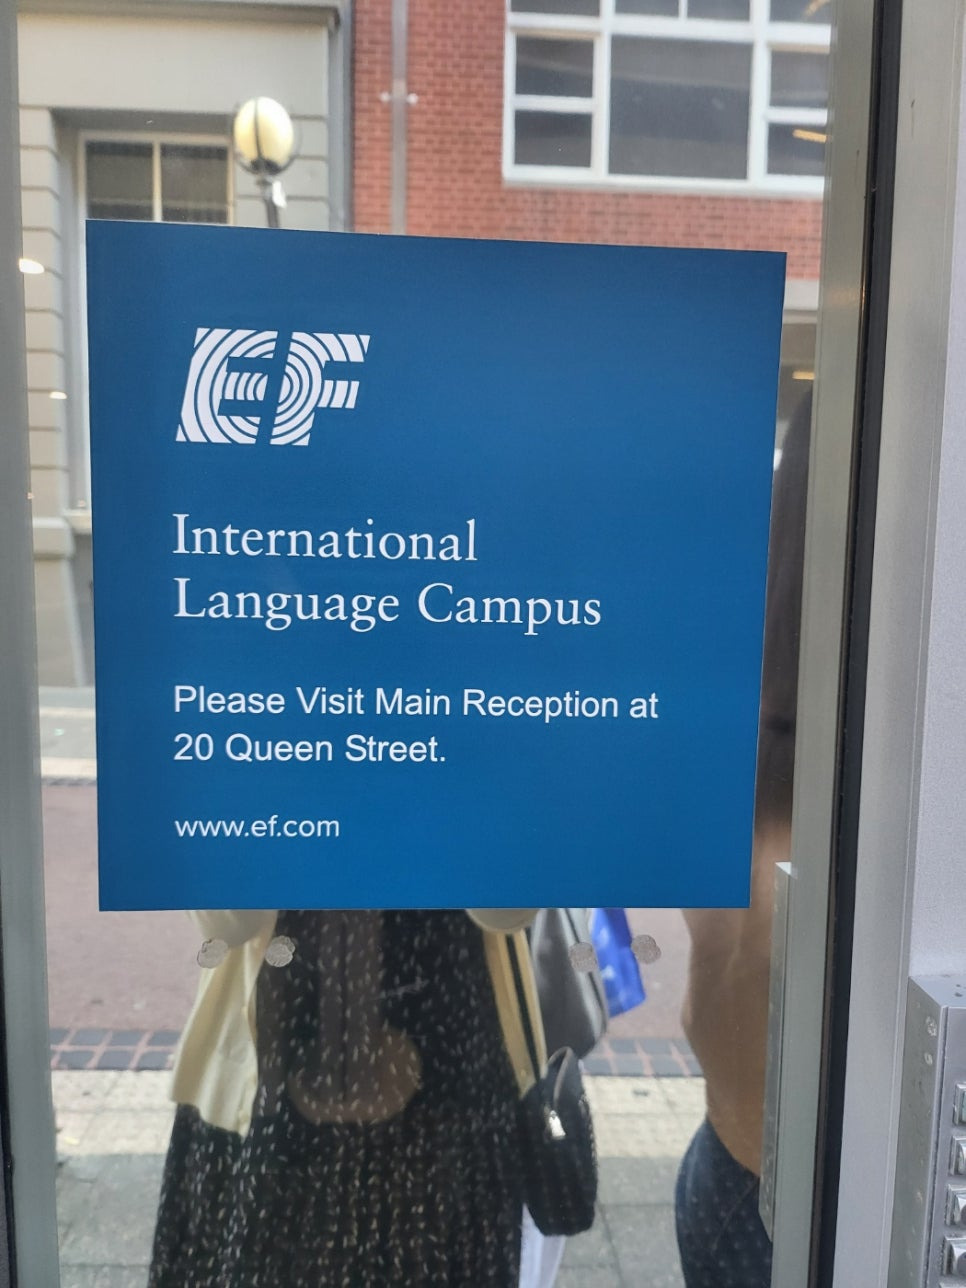 EF
International
Language Campus
Please Visit Main Reception at
20 Queen Street.
www.ef.com